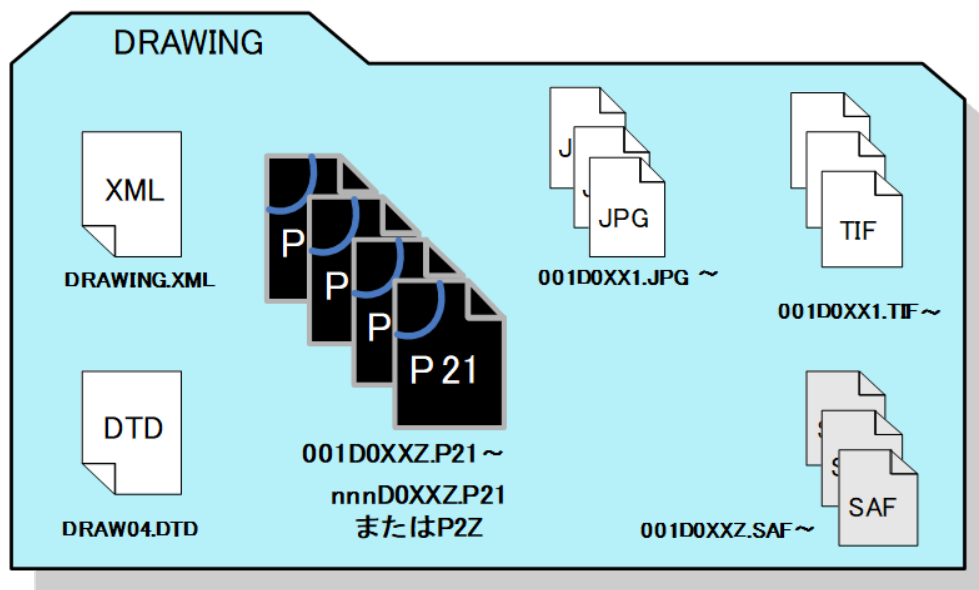 DRAWING
XML
DRAWING.XML
P
P
P
P 21
001D0XXZ.P21～
nnnD0XXZ.P21
またはP2Z
J
J
JPG
001D0XX1.JPG ～
TIF
001D0XX1.TIF～
DTD
DRAW04.DTD
S
S
SAF
001D0XXZ.SAF～